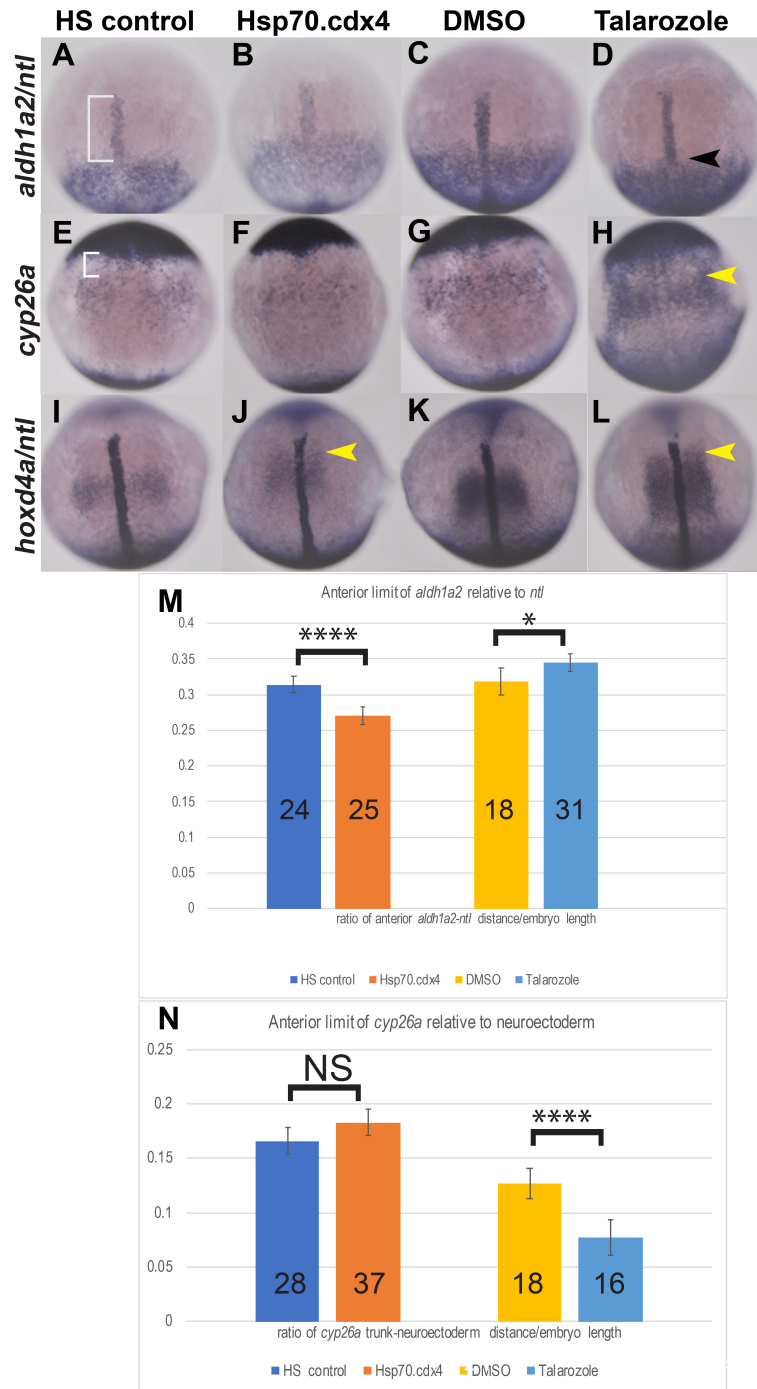 HS control Hsp70.cdx4 DMSO Talarozole
aldh1a2/ntl
A B C D
cyp26a
E F G H
hoxd4a/ntl
I J K L
M
Anterior limit of aldh1a2 relative to ntl
0.4
0.35
0.3
0.25
0.2
0.15
0.1
0.05
0
**** *
24 25 18 31
ratio of anterior aldh1a2-ntl distance/embryo length
HS control Hsp70.cdx4 DMSO Talarozole
N
Anterior limit of cyp26a relative to neuroectoderm
0.25
0.2
0.15
0.1
0.05
0
NS ****
28 37 18 16
ratio of cyp26a trunk-neuroectoderm distance/embryo length
HS control Hsp70.cdx4 DMSO Talarozole